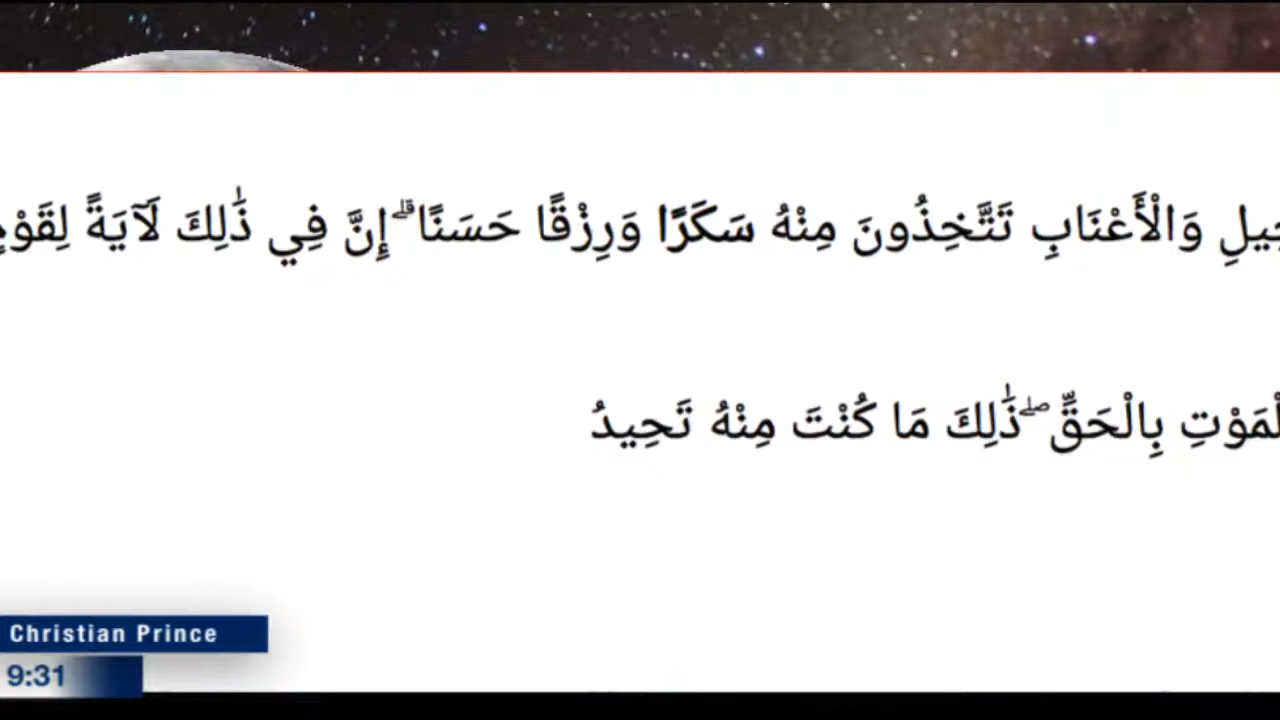 وَالْأَعْنَابِ تَتَّخِذُونَ مِنْهُ سَكَرًا وَرِزْقًا حَسَنًا ۗ إِنَّ فِي ذَٰلِكَ لَآيَةً
بِالْحَقِّ ۖ ذَٰلِكَ مَا كُنْتَ مِنْهُ تَحِيدُ
Christian Prince
9:31